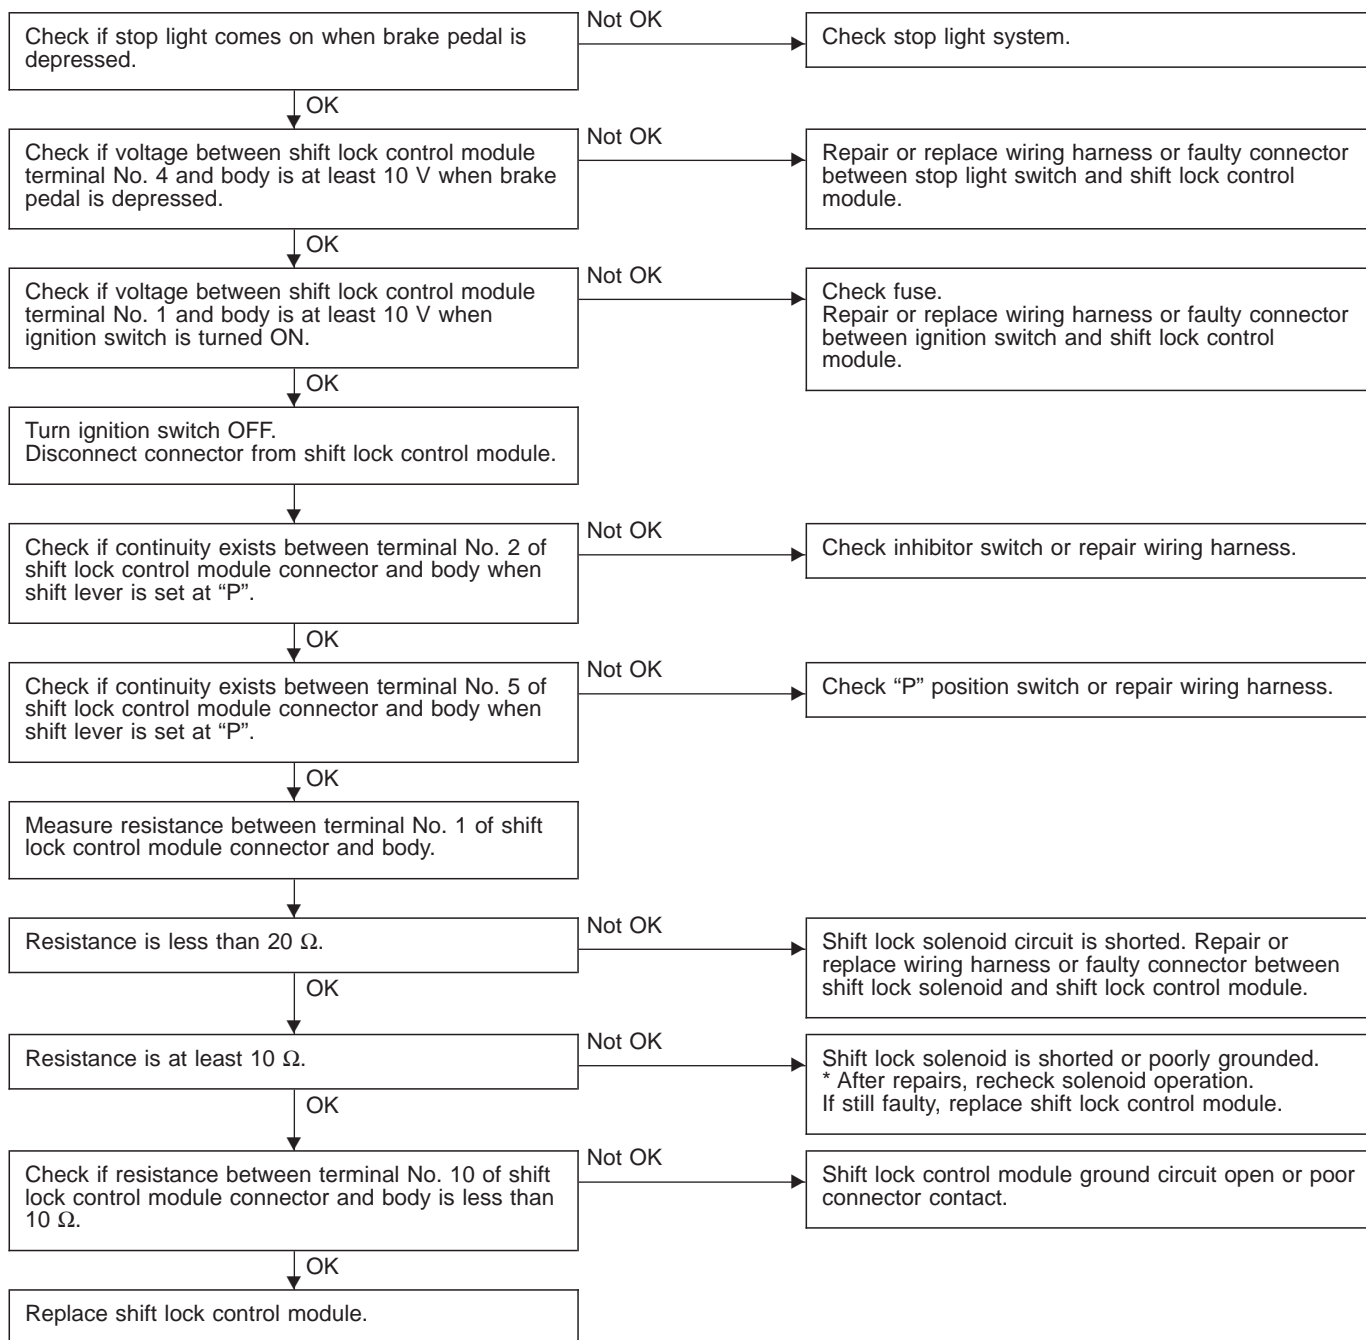 Check if stop light comes on when brake pedal is
depressed.
Not OK
Check stop light system.
OK
Check if voltage between shift lock control module
terminal No. 4 and body is at least 10 V when brake
pedal is depressed.
Not OK
Repair or replace wiring harness or faulty connector
between stop light switch and shift lock control
module.
OK
Check if voltage between shift lock control module
terminal No. 1 and body is at least 10 V when
ignition switch is turned ON.
Not OK
Check fuse.
Repair or replace wiring harness or faulty connector
between ignition switch and shift lock control
module.
OK
Turn ignition switch OFF.
Disconnect connector from shift lock control module.
Check if continuity exists between terminal No. 2 of
shift lock control module connector and body when
shift lever is set at “P”.
Not OK
Check inhibitor switch or repair wiring harness.
OK
Check if continuity exists between terminal No. 5 of
shift lock control module connector and body when
shift lever is set at “P”.
Not OK
Check “P” position switch or repair wiring harness.
OK
Measure resistance between terminal No. 1 of shift
lock control module connector and body.
Resistance is less than 20 Ω.
Not OK
Shift lock solenoid circuit is shorted. Repair or
replace wiring harness or faulty connector between
shift lock solenoid and shift lock control module.
OK
Resistance is at least 10 Ω.
Not OK
Shift lock solenoid is shorted or poorly grounded.
* After repairs, recheck solenoid operation.
If still faulty, replace shift lock control module.
OK
Check if resistance between terminal No. 10 of shift
lock control module connector and body is less than
10 Ω.
Not OK
Shift lock control module ground circuit open or poor
connector contact.
OK
Replace shift lock control module.